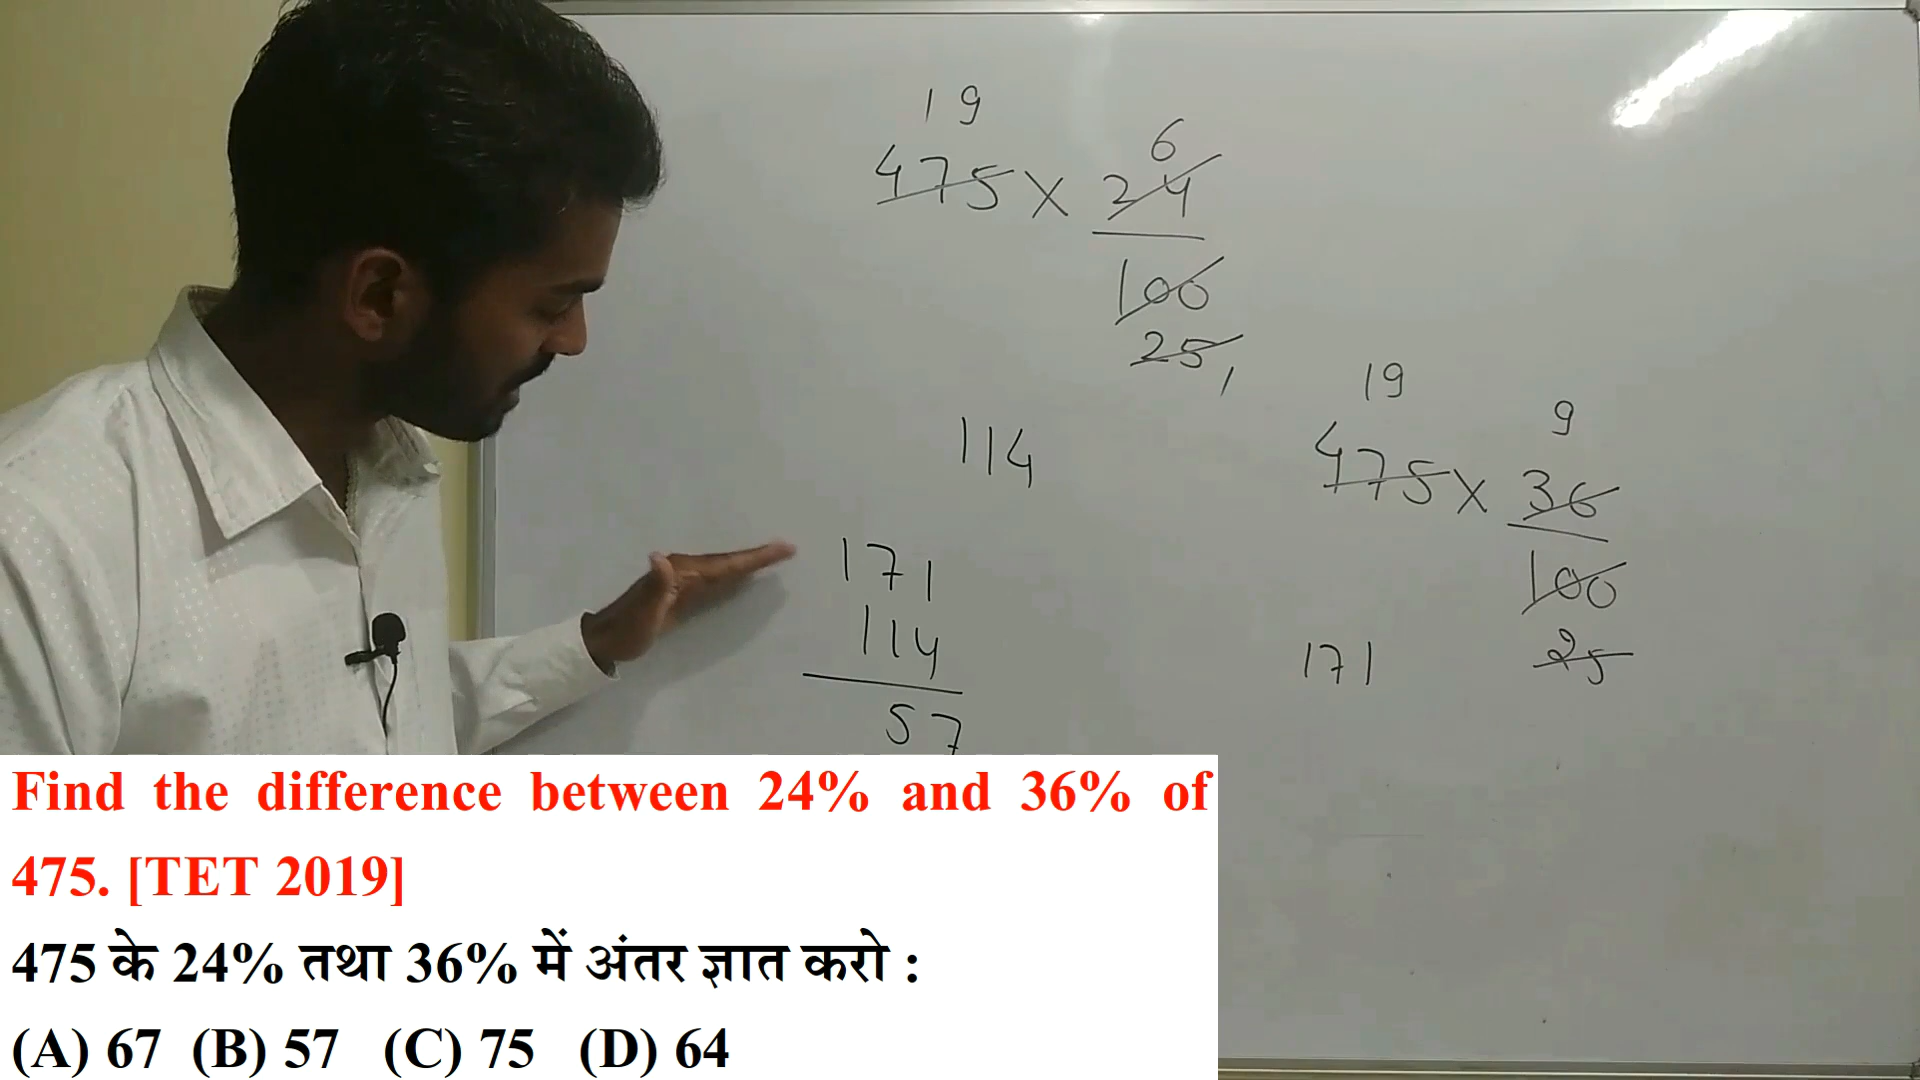 19
6
475 x 24
100
25,
114
19
9
475 x 36
100
25
171
171
114
57
Find the difference between 24% and 36% of
475. [TET 2019]
475 के 24% तथा 36% में अंतर ज्ञात करो :
(A) 67 (B) 57 (C) 75 (D) 64